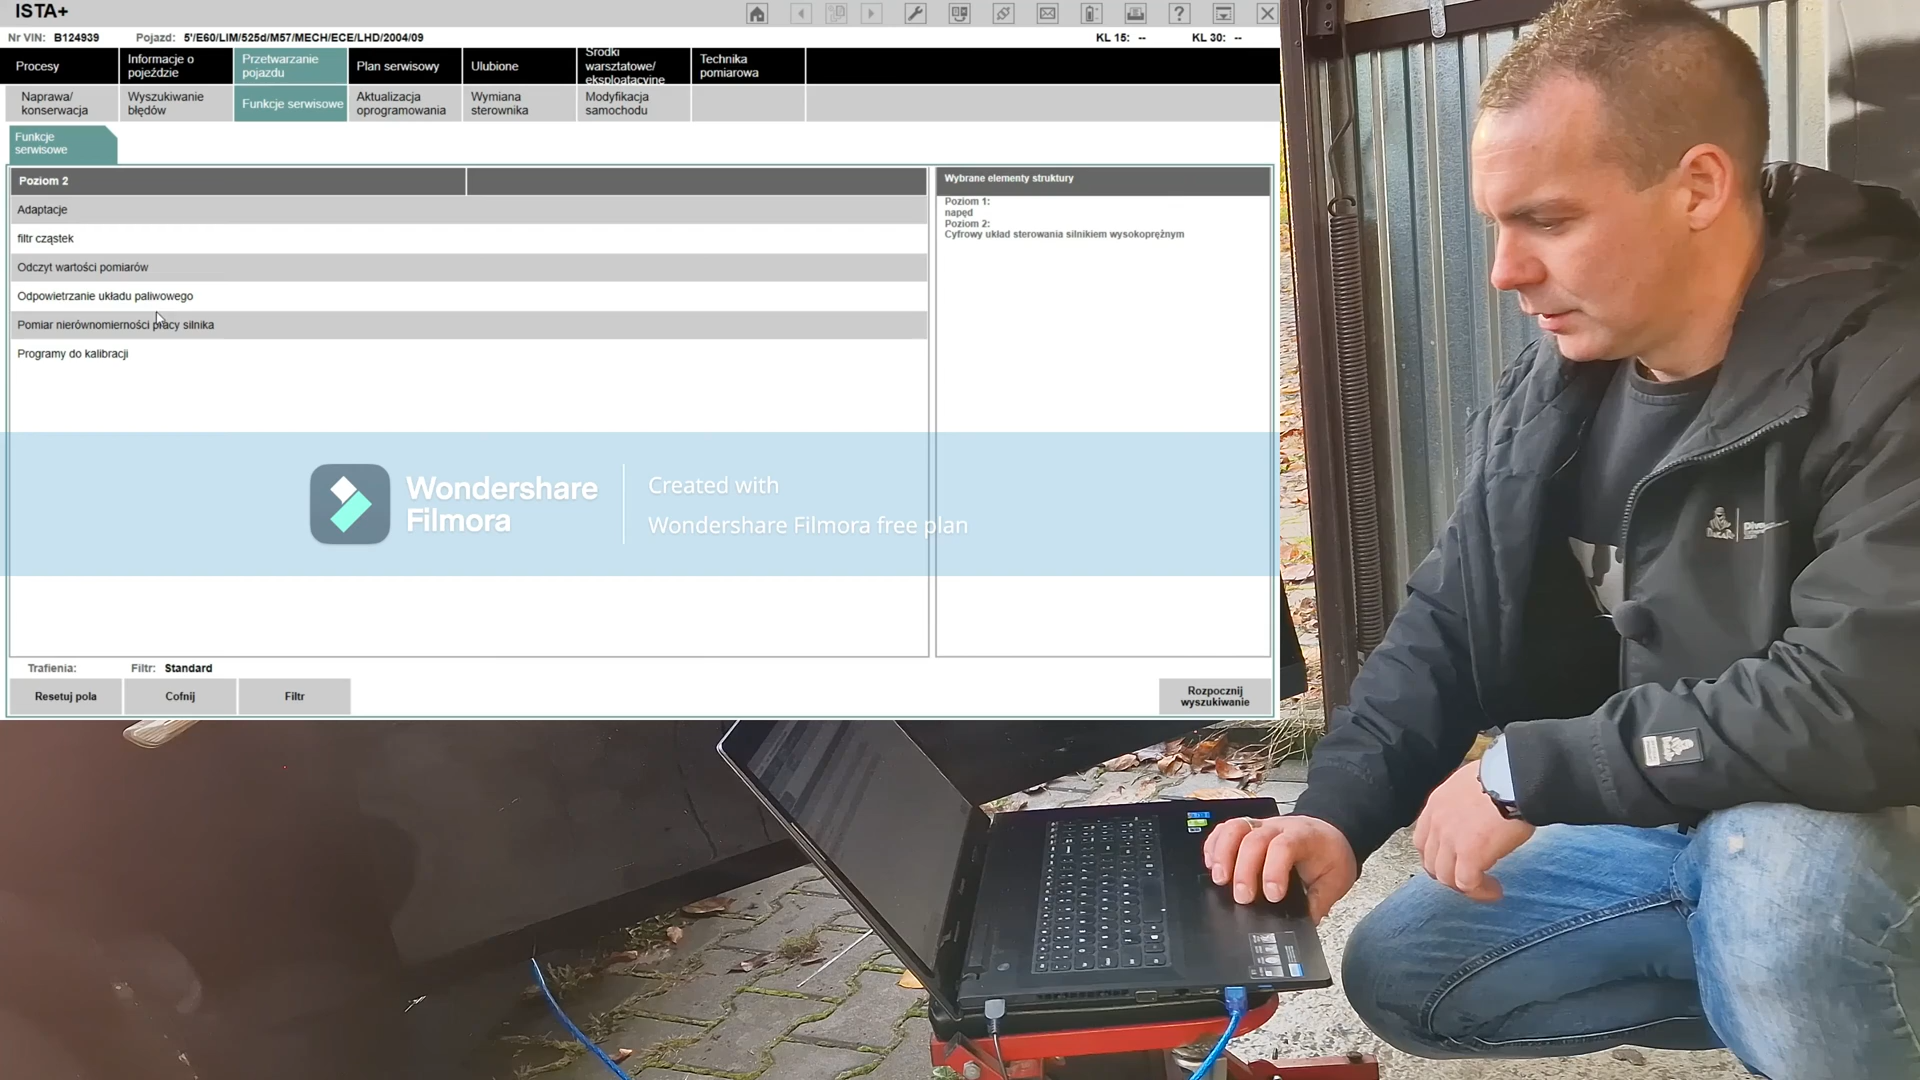 ISTA+
Nr VIN: B124939 Pojazd: 5'/E60/LIM/525d/M57/MECH/ECE/LHD/2004/09 KL 15: -- KL 30: --
Procesy
Informacje o
pojeździe
Przetwarzanie
pojazdu
Plan serwisowy
Ulubione
Środki
warsztatowe/
eksploatacyjne
Technika
pomiarowa
Naprawa/
konserwacja
Wyszukiwanie
błędów
Funkcje serwisowe
Aktualizacja
oprogramowania
Wymiana
sterownika
Modyfikacja
samochodu
Funkcje
serwisowe
Poziom 2
Adaptacje
filtr cząstek
Odczyt wartości pomiarów
Odpowietrzanie układu paliwowego
Pomiar nierównomierności pracy silnika
Programy do kalibracji
Wybrane elementy struktury
Poziom 1:
napęd
Poziom 2:
Cyfrowy układ sterowania silnikiem wysokoprężnym
Wondershare
Filmora
Created with
Wondershare Filmora free plan
Trafienia: Filtr: Standard
Resetuj pola
Cofnij
Filtr
Rozpocznij
wyszukiwanie
DAKAR